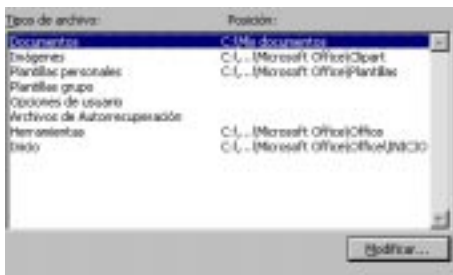 Tipos de archivo: Posición:
Documentos C:\Mis documentos
Imágenes C:\...\Microsoft Office\Clipart
Plantillas personales C:\...\Microsoft Office\Plantillas
Plantillas grupo
Opciones de usuario
Archivos de Autorrecuperación
Herramientas C:\...\Microsoft Office\Office
Inicio C:\...\Microsoft Office\Office\INICIO
Modificar...